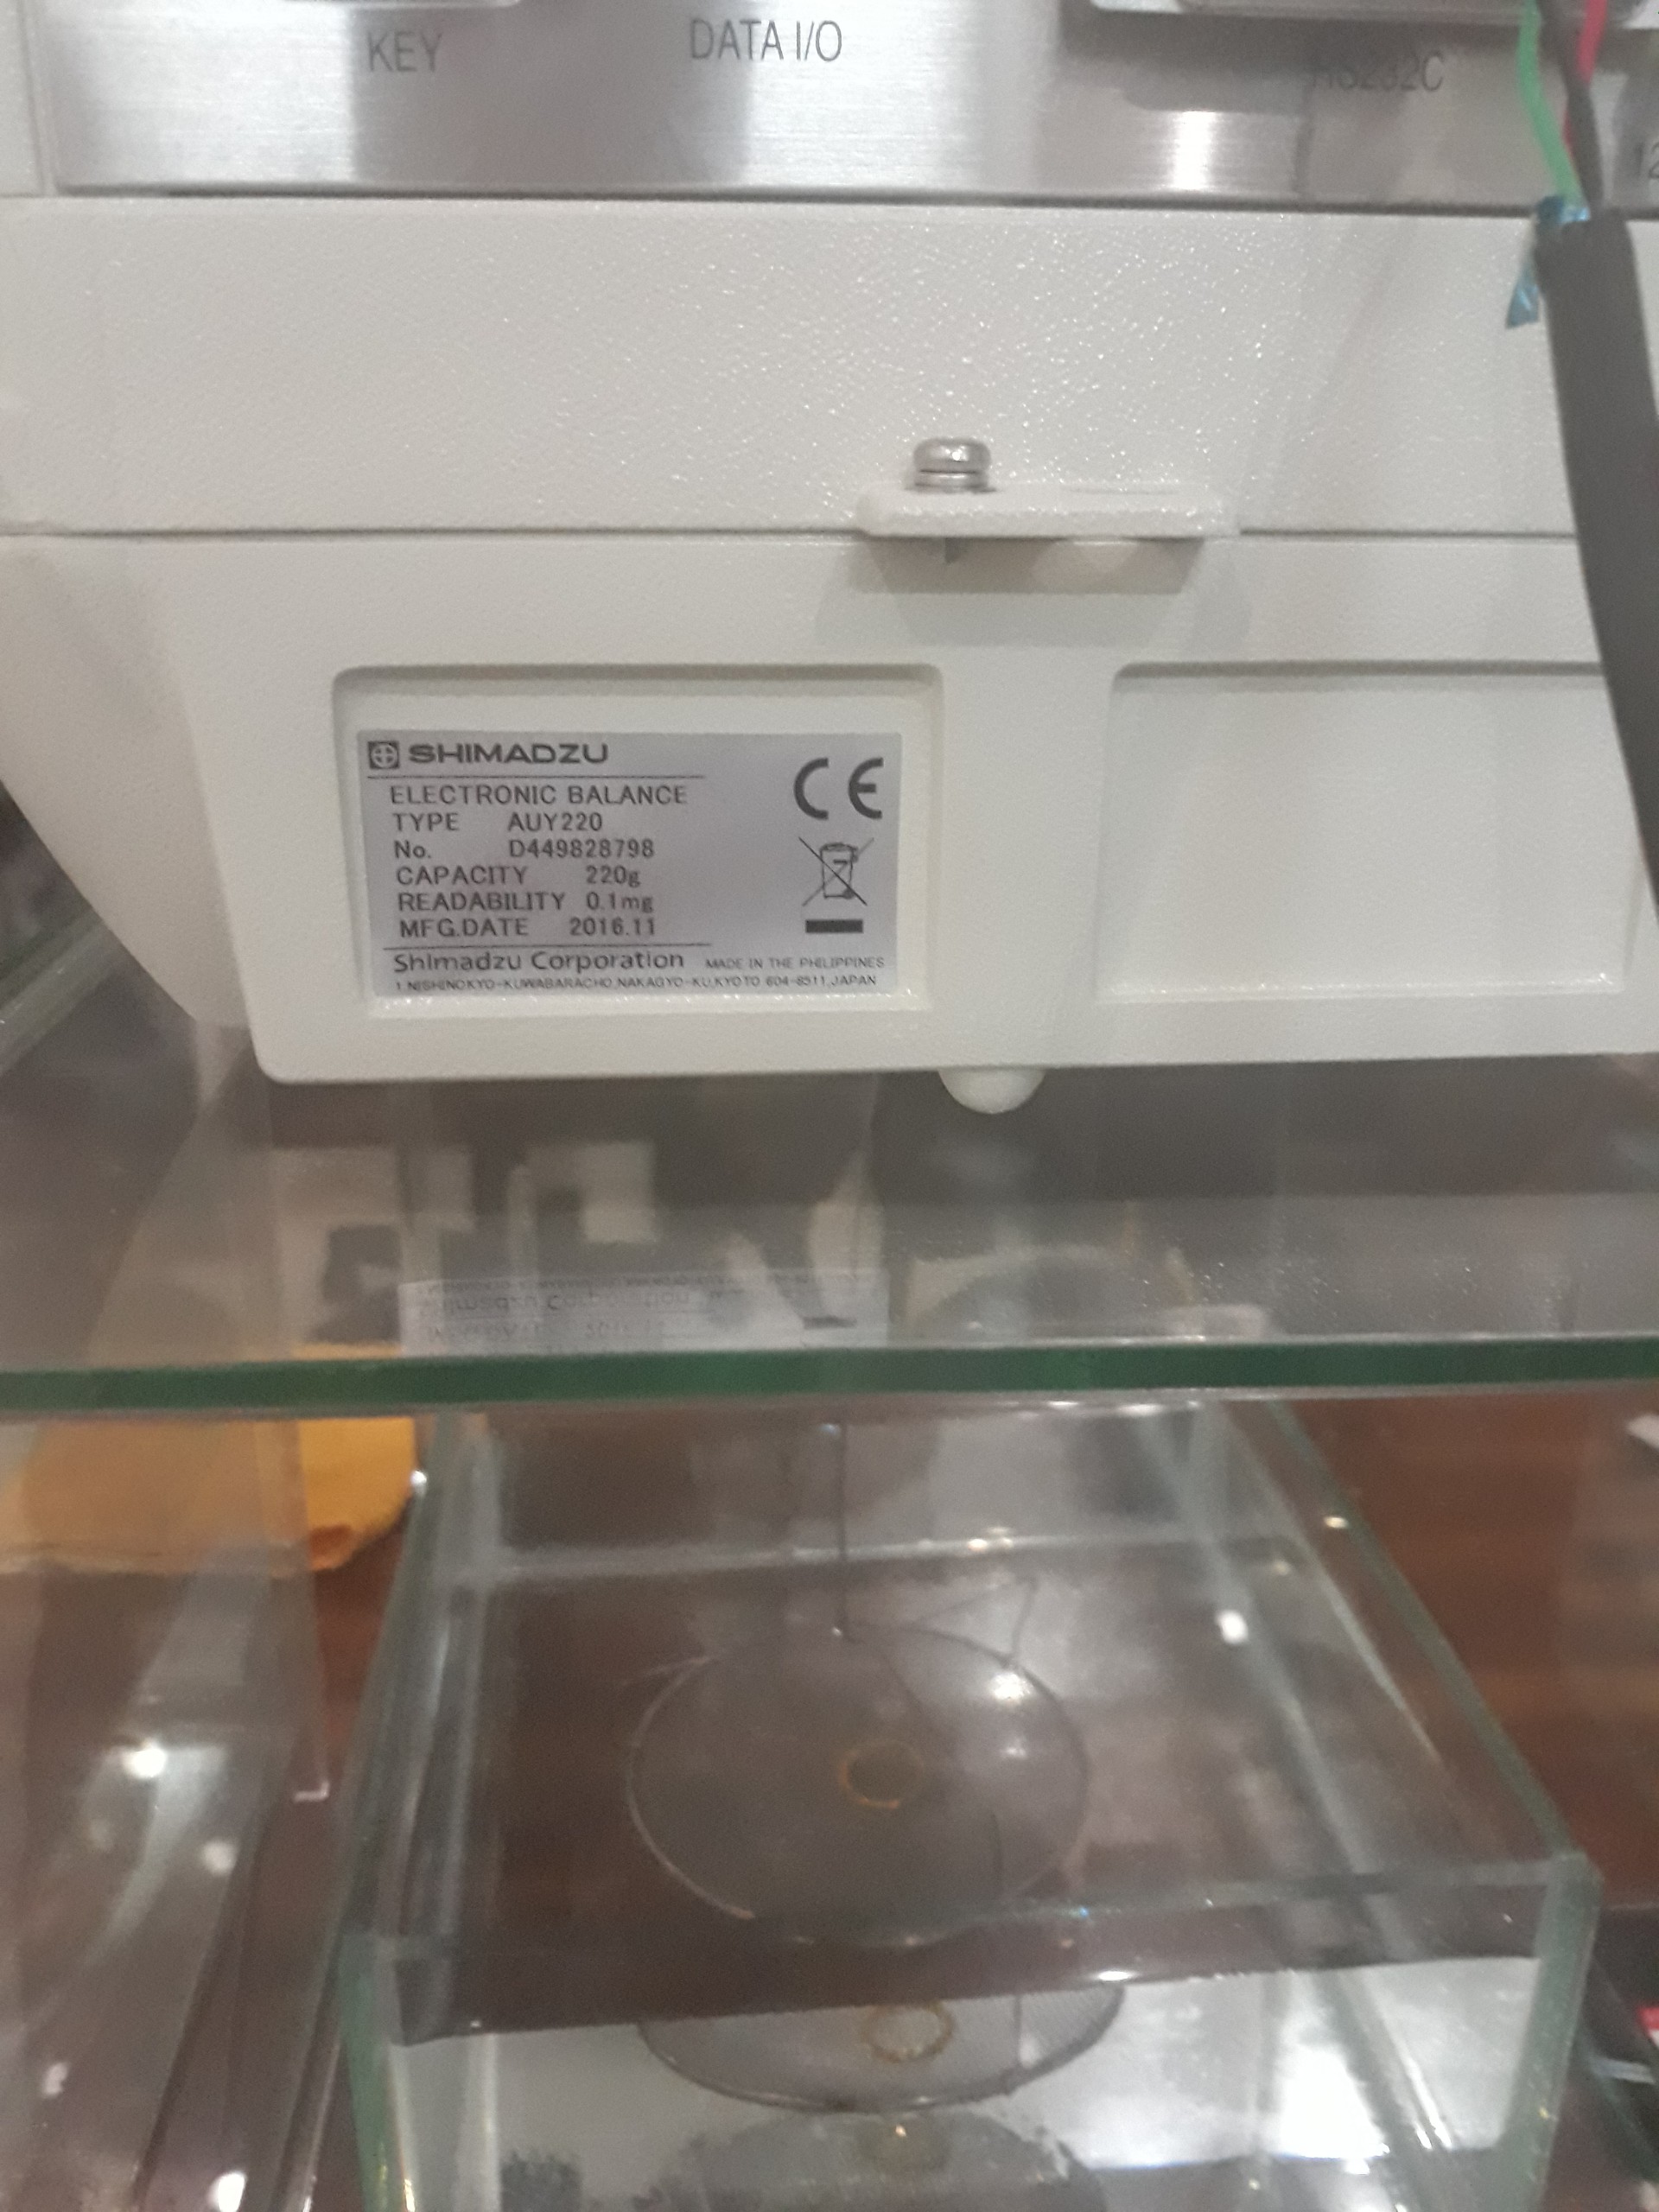 KEY
DATA I/O
RS232C
SHIMADZU
CE
ELECTRONIC BALANCE
TYPE AUY220
No. D449828798
CAPACITY 220g
READABILITY 0.1mg
MFG.DATE 2016.11
Shimadzu Corporation MADE IN THE PHILIPPINES
1,NISHINOKYO-KUWABARACHO,NAKAGYO-KU,KYOTO 604-8511,JAPAN